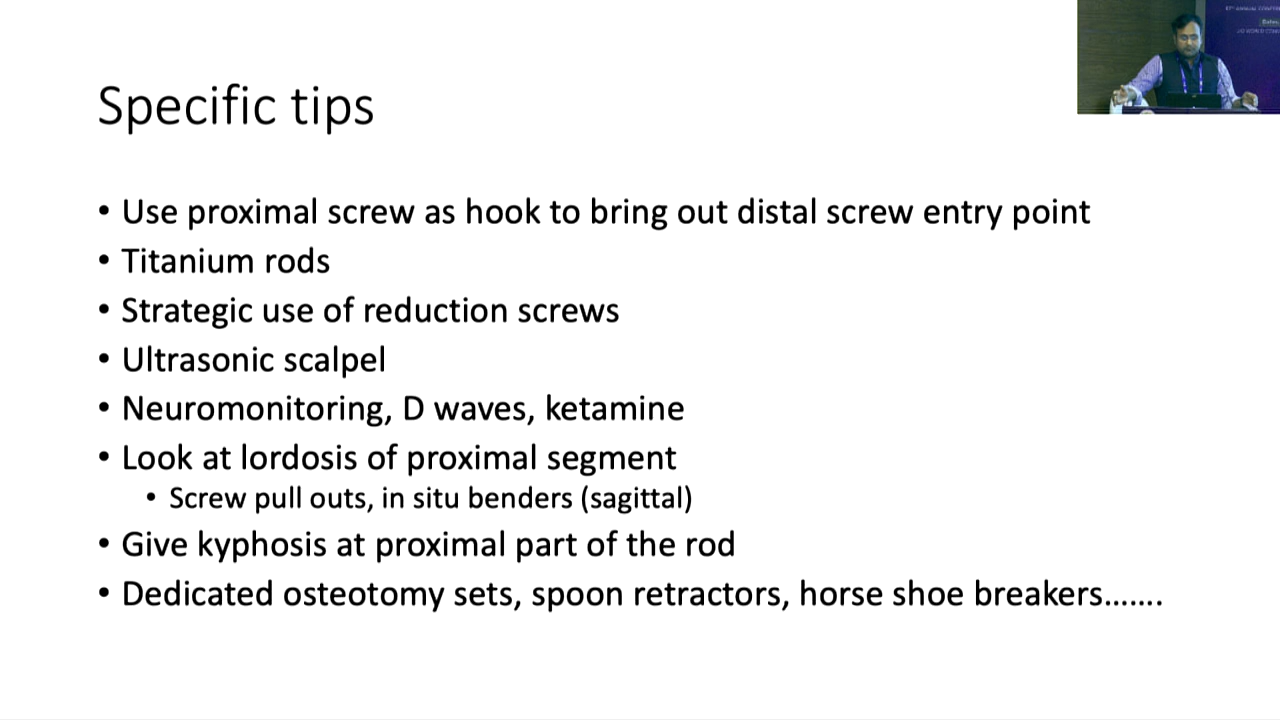 Specific tips
• Use proximal screw as hook to bring out distal screw entry point
• Titanium rods
• Strategic use of reduction screws
• Ultrasonic scalpel
• Neuromonitoring, D waves, ketamine
• Look at lordosis of proximal segment
• Screw pull outs, in situ benders (sagittal)
• Give kyphosis at proximal part of the rod
• Dedicated osteotomy sets, spoon retractors, horse shoe breakers…….